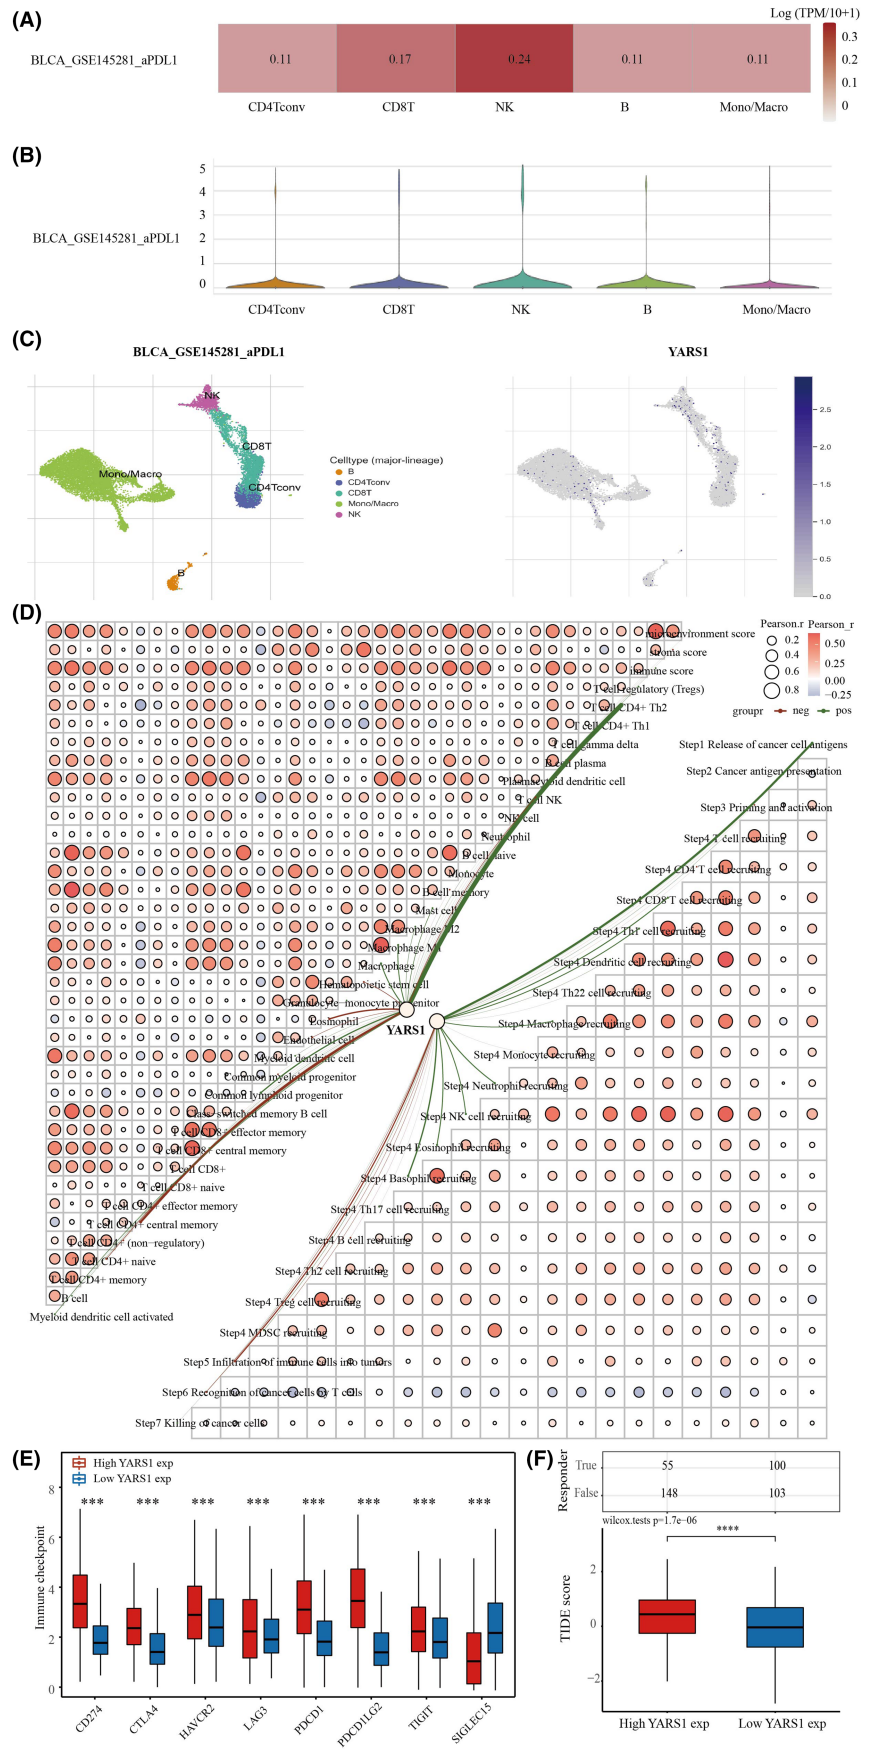 (A)
Log (TPM/10+1)
BLCA_GSE145281_aPDL1
0.11 0.17 0.24 0.11 0.11
0.3
0.2
0.1
0
CD4Tconv CD8T NK B Mono/Macro
(B)
5
4
3
2
1
0
BLCA_GSE145281_aPDL1
CD4Tconv CD8T NK B Mono/Macro
(C)
BLCA_GSE145281_aPDL1
NK
CD8T
Mono/Macro
CD4Tconv
B
Celltype (major-lineage)
B
CD4Tconv
CD8T
Mono/Macro
NK
YARS1
2.5
2.0
1.5
1.0
0.5
0.0
(D)
microenvironment score
stroma score
immune score
T cell regulatory (Tregs)
T cell CD4+ Th2
T cell CD4+ Th1
T cell gamma delta
B cell plasma
Plasmacytoid dendritic cell
T cell NK
NK cell
Neutrophil
B cell naive
Monocyte
B cell memory
Mast cell
Macrophage M2
Macrophage M1
Macrophage
Hematopoietic stem cell
Granulocyte-monocyte progenitor
Eosinophil
Endothelial cell
Myeloid dendritic cell
Common myeloid progenitor
Common lymphoid progenitor
Class-switched memory B cell
T cell CD8+ effector memory
T cell CD8+ central memory
T cell CD8+
T cell CD8+ naive
T cell CD4+ effector memory
T cell CD4+ central memory
T cell CD4+ (non-regulatory)
T cell CD4+ naive
T cell CD4+ memory
B cell
Myeloid dendritic cell activated
YARS1
Pearson.r Pearson_r
0.2
0.4
0.6
0.8
0.50
0.25
0.00
-0.25
groupr neg pos
Step1 Release of cancer cell antigens
Step2 Cancer antigen presentation
Step3 Priming and activation
Step4 T cell recruiting
Step4 CD4 T cell recruiting
Step4 CD8 T cell recruiting
Step4 Th1 cell recruiting
Step4 Dendritic cell recruiting
Step4 Th22 cell recruiting
Step4 Macrophage recruiting
Step4 Monocyte recruiting
Step4 Neutrophil recruiting
Step4 NK cell recruiting
Step4 Eosinophil recruiting
Step4 Basophil recruiting
Step4 Th17 cell recruiting
Step4 B cell recruiting
Step4 Th2 cell recruiting
Step4 Treg cell recruiting
Step4 MDSC recruiting
Step5 Infiltration of immune cells into tumors
Step6 Recognition of cancer cells by T cells
Step7 Killing of cancer cells
(E)
High YARS1 exp
Low YARS1 exp
Immune checkpoint
8
6
4
2
0
*** *** *** *** *** *** *** ***
CD274 CTLA4 HAVCR2 LAG3 PDCD1 PDCD1LG2 TIGIT SIGLEC15
(F)
Responder
True 55 100
False 148 103
wilcox.tests p=1.7e-06
****
TIDE score
2
0
-2
High YARS1 exp Low YARS1 exp